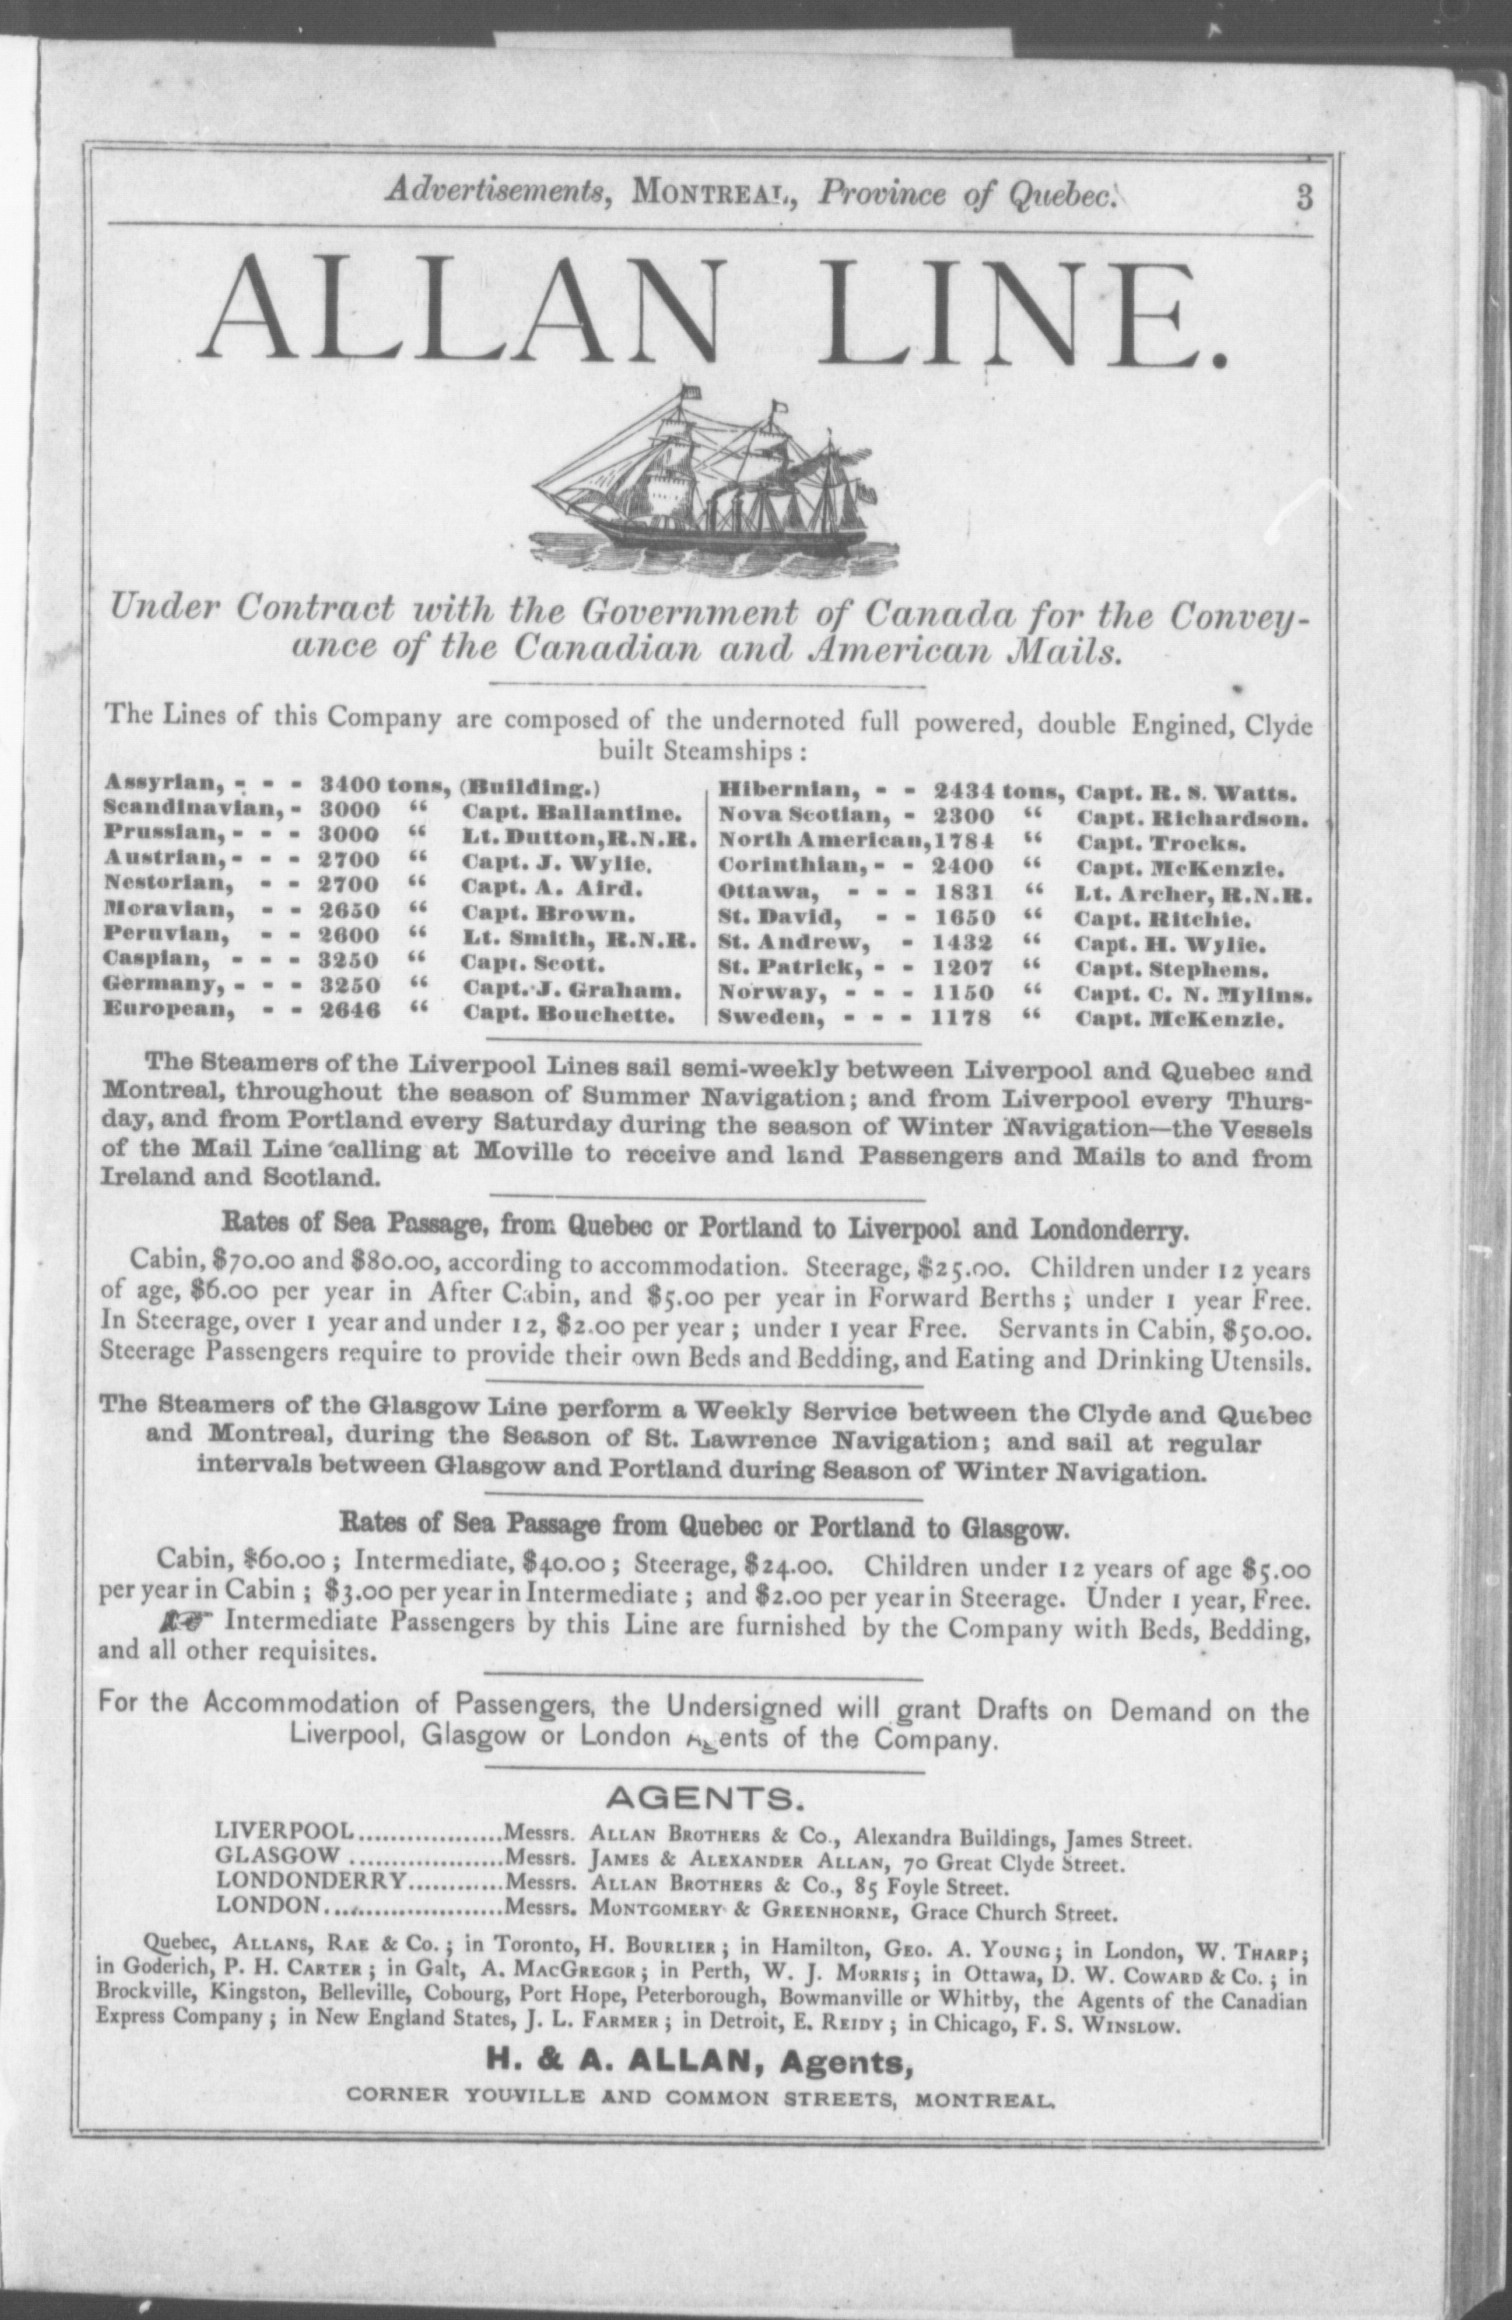 Advertisements, MONTREAL, Province of Quebec. 3
ALLAN LINE.
Under Contract with the Government of Canada for the Convey-
ance of the Canadian and American Mails.
The Lines of this Company are composed of the undernoted full powered, double Engined, Clyde
built Steamships :
Assyrian, - - - 3400 tons, (Building.)
Scandinavian, - 3000 “ Capt. Ballantine.
Prussian, - - - 3000 “ Lt. Dutton, R.N.R.
Austrian, - - - 2700 “ Capt. J. Wylie.
Nestorian, - - 2700 “ Capt. A. Aird.
Moravian, - - 2650 “ Capt. Brown.
Peruvian, - - 2600 “ Lt. Smith, R.N.R.
Caspian, - - - 3250 “ Capt. Scott.
Germany, - - - 3250 “ Capt. J. Graham.
European, - - 2646 “ Capt. Bouchette.
Hibernian, - - 2434 tons, Capt. R. S. Watts.
Nova Scotian, - 2300 “ Capt. Richardson.
North American, 1784 “ Capt. Trocks.
Corinthian, - - 2400 “ Capt. McKenzie.
Ottawa, - - - 1831 “ Lt. Archer, R.N.R.
St. David, - - 1650 “ Capt. Ritchie.
St. Andrew, - 1432 “ Capt. H. Wylie.
St. Patrick, - - 1207 “ Capt. Stephens.
Norway, - - - 1150 “ Capt. C. N. Mylins.
Sweden, - - - 1178 “ Capt. McKenzie.
The Steamers of the Liverpool Lines sail semi-weekly between Liverpool and Quebec and
Montreal, throughout the season of Summer Navigation; and from Liverpool every Thurs-
day, and from Portland every Saturday during the season of Winter Navigation—the Vessels
of the Mail Line calling at Moville to receive and land Passengers and Mails to and from
Ireland and Scotland.
Rates of Sea Passage, from Quebec or Portland to Liverpool and Londonderry.
Cabin, $70.00 and $80.00, according to accommodation. Steerage, $25.00. Children under 12 years
of age, $6.00 per year in After Cabin, and $5.00 per year in Forward Berths ; under 1 year Free.
In Steerage, over 1 year and under 12, $2.00 per year ; under 1 year Free. Servants in Cabin, $50.00.
Steerage Passengers require to provide their own Beds and Bedding, and Eating and Drinking Utensils.
The Steamers of the Glasgow Line perform a Weekly Service between the Clyde and Quebec
and Montreal, during the Season of St. Lawrence Navigation; and sail at regular
intervals between Glasgow and Portland during Season of Winter Navigation.
Rates of Sea Passage from Quebec or Portland to Glasgow.
Cabin, $60.00 ; Intermediate, $40.00 ; Steerage, $24.00. Children under 12 years of age $5.00
per year in Cabin ; $3.00 per year in Intermediate ; and $2.00 per year in Steerage. Under 1 year, Free.
☞ Intermediate Passengers by this Line are furnished by the Company with Beds, Bedding,
and all other requisites.
For the Accommodation of Passengers, the Undersigned will grant Drafts on Demand on the
Liverpool, Glasgow or London Agents of the Company.
AGENTS.
LIVERPOOL..................Messrs. ALLAN BROTHERS & Co., Alexandra Buildings, James Street.
GLASGOW ...................Messrs. JAMES & ALEXANDER ALLAN, 70 Great Clyde Street.
LONDONDERRY............Messrs. ALLAN BROTHERS & Co., 85 Foyle Street.
LONDON......................Messrs. MONTGOMERY & GREENHORNE, Grace Church Street.
Quebec, ALLANS, RAE & Co. ; in Toronto, H. BOURLIER ; in Hamilton, GEO. A. YOUNG ; in London, W. THARP ;
in Goderich, P. H. CARTER ; in Galt, A. MACGREGOR ; in Perth, W. J. MORRIS ; in Ottawa, D. W. COWARD & Co. ; in
Brockville, Kingston, Belleville, Cobourg, Port Hope, Peterborough, Bowmanville or Whitby, the Agents of the Canadian
Express Company ; in New England States, J. L. FARMER ; in Detroit, E. REIDY ; in Chicago, F. S. WINSLOW.
H. & A. ALLAN, Agents,
CORNER YOUVILLE AND COMMON STREETS, MONTREAL.